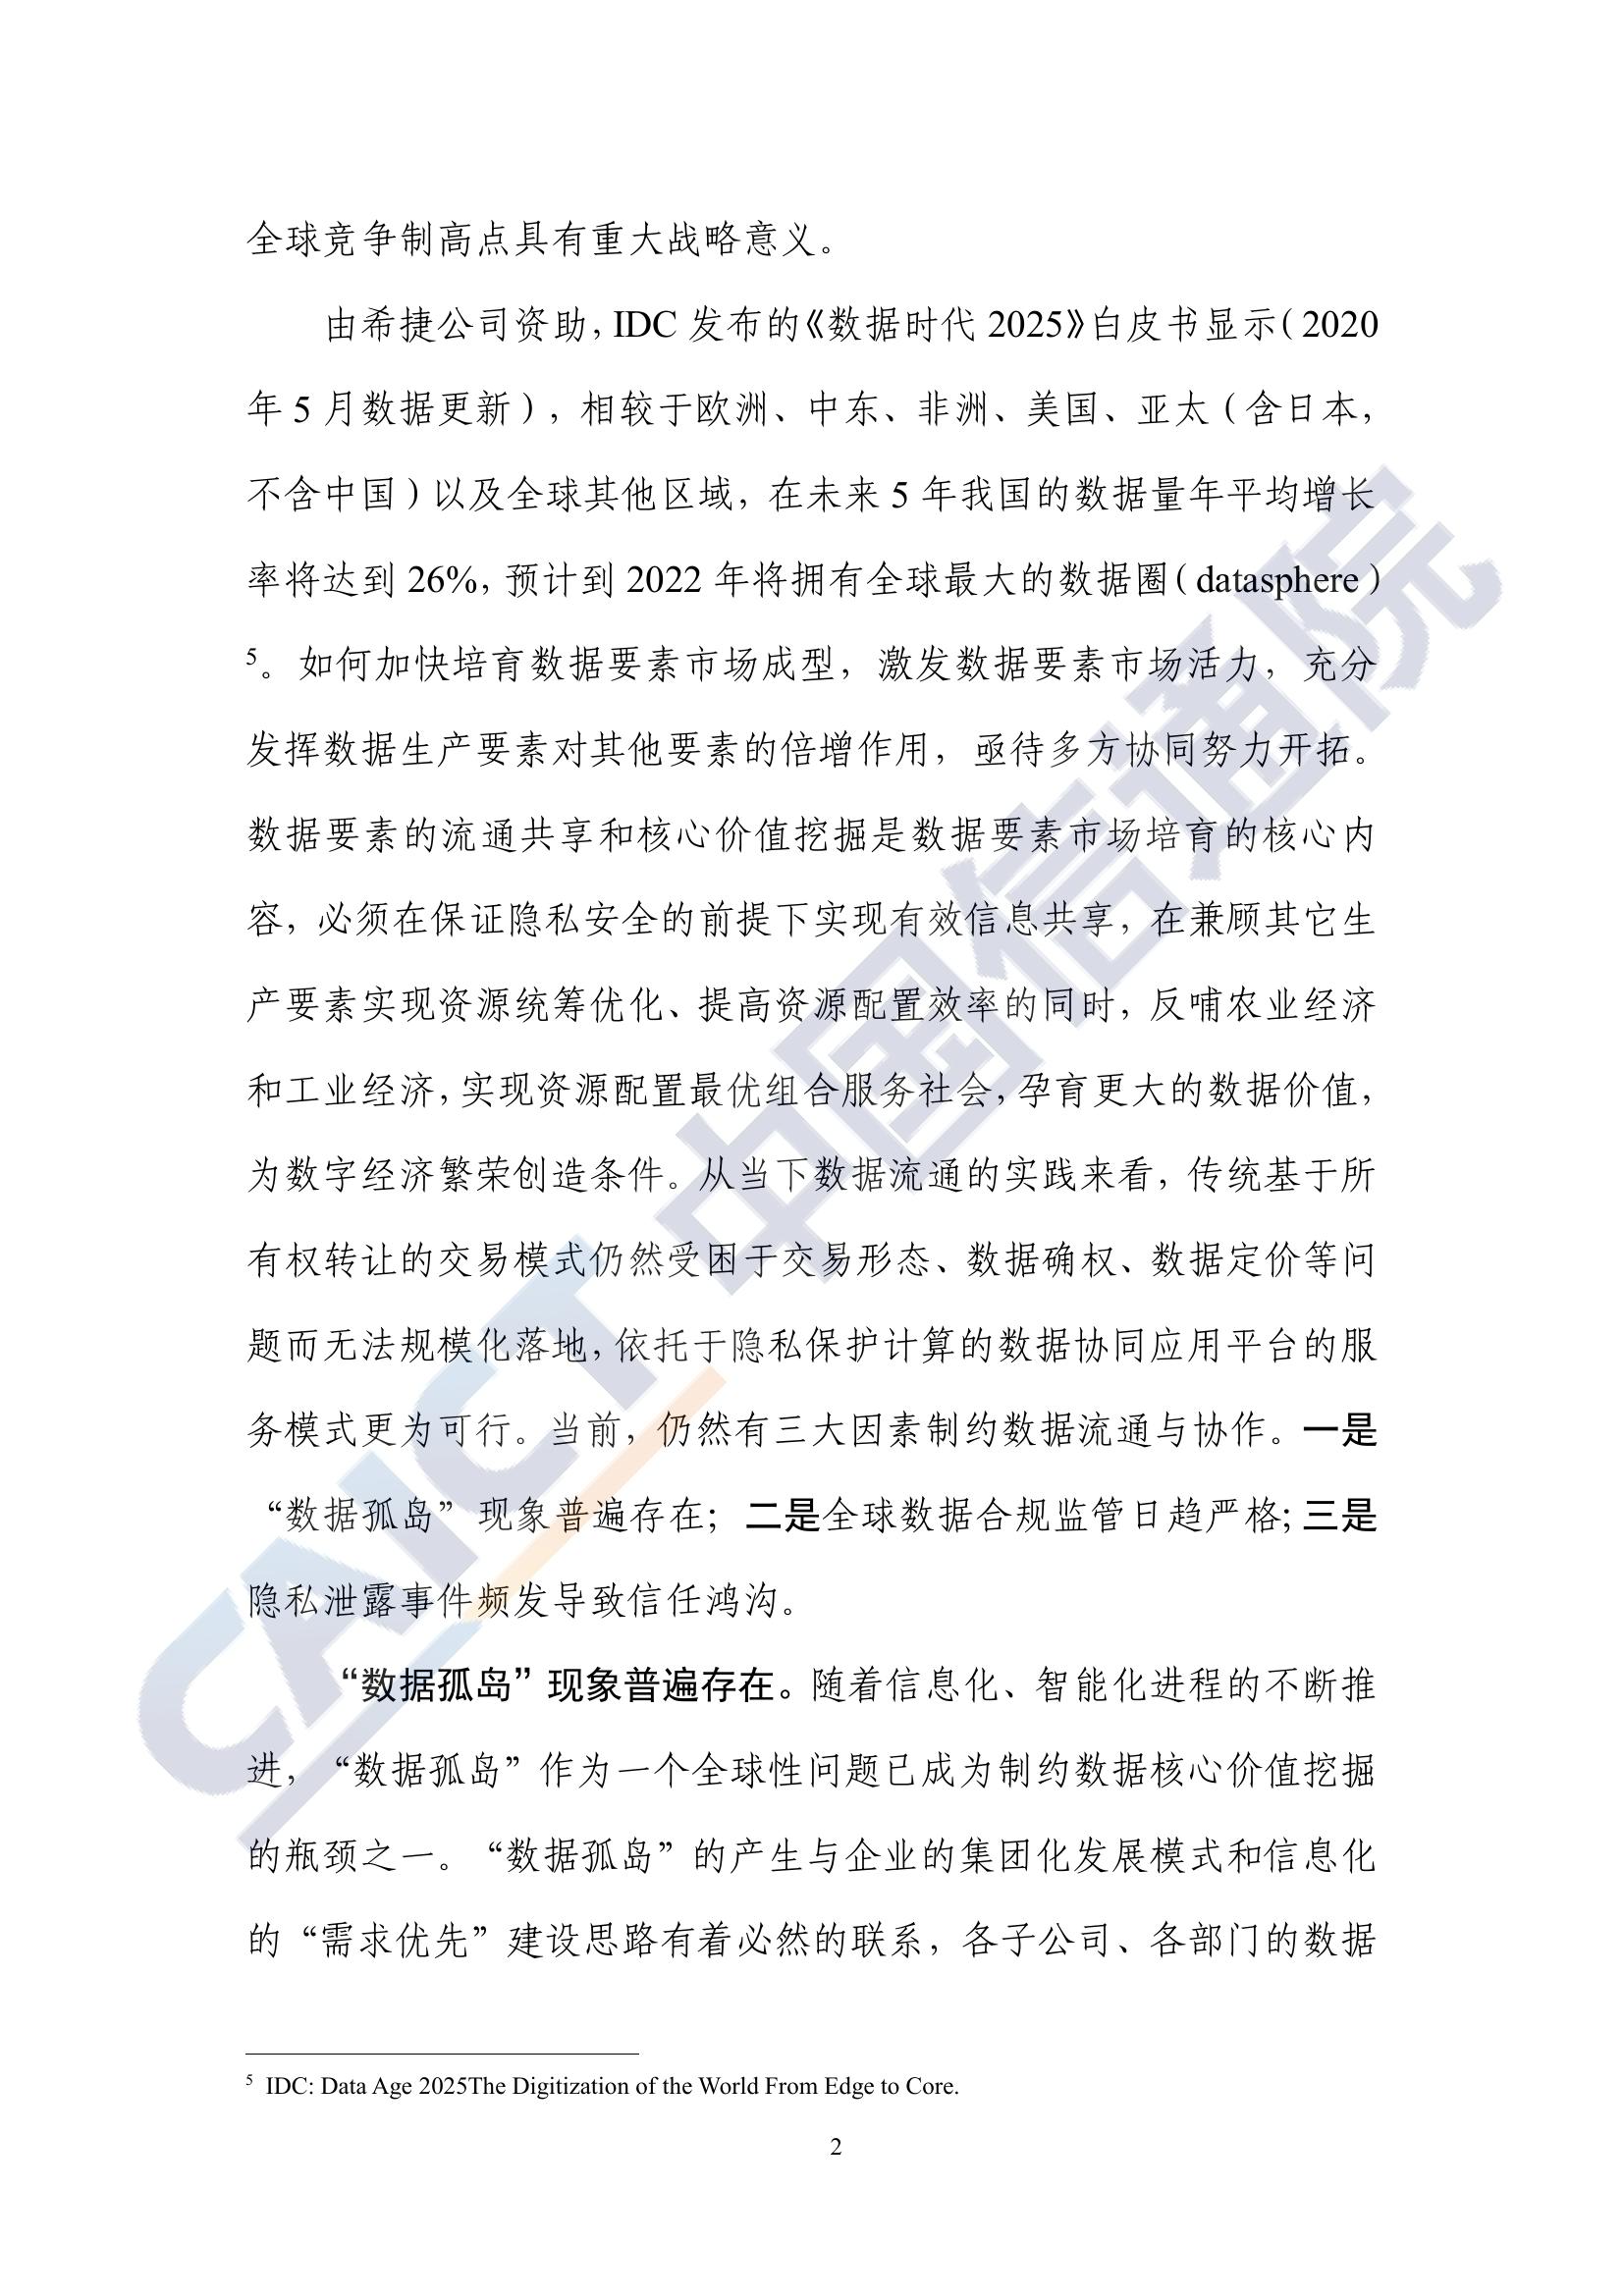 全球竞争制高点具有重大战略意义。
由希捷公司资助，IDC 发布的《数据时代 2025》白皮书显示（2020
年 5 月数据更新），相较于欧洲、中东、非洲、美国、亚太（含日本，
不含中国）以及全球其他区域，在未来 5 年我国的数据量年平均增长
率将达到 26%，预计到 2022 年将拥有全球最大的数据圈（datasphere）
5。如何加快培育数据要素市场成型，激发数据要素市场活力，充分
发挥数据生产要素对其他要素的倍增作用，亟待多方协同努力开拓。
数据要素的流通共享和核心价值挖掘是数据要素市场培育的核心内
容，必须在保证隐私安全的前提下实现有效信息共享，在兼顾其它生
产要素实现资源统筹优化、提高资源配置效率的同时，反哺农业经济
和工业经济，实现资源配置最优组合服务社会，孕育更大的数据价值，
为数字经济繁荣创造条件。从当下数据流通的实践来看，传统基于所
有权转让的交易模式仍然受困于交易形态、数据确权、数据定价等问
题而无法规模化落地，依托于隐私保护计算的数据协同应用平台的服
务模式更为可行。当前，仍然有三大因素制约数据流通与协作。一是
“数据孤岛”现象普遍存在；二是全球数据合规监管日趋严格；三是
隐私泄露事件频发导致信任鸿沟。
“数据孤岛”现象普遍存在。随着信息化、智能化进程的不断推
进，“数据孤岛”作为一个全球性问题已成为制约数据核心价值挖掘
的瓶颈之一。“数据孤岛”的产生与企业的集团化发展模式和信息化
的“需求优先”建设思路有着必然的联系，各子公司、各部门的数据
5 IDC: Data Age 2025The Digitization of the World From Edge to Core.
2
CAICT 中国信通院